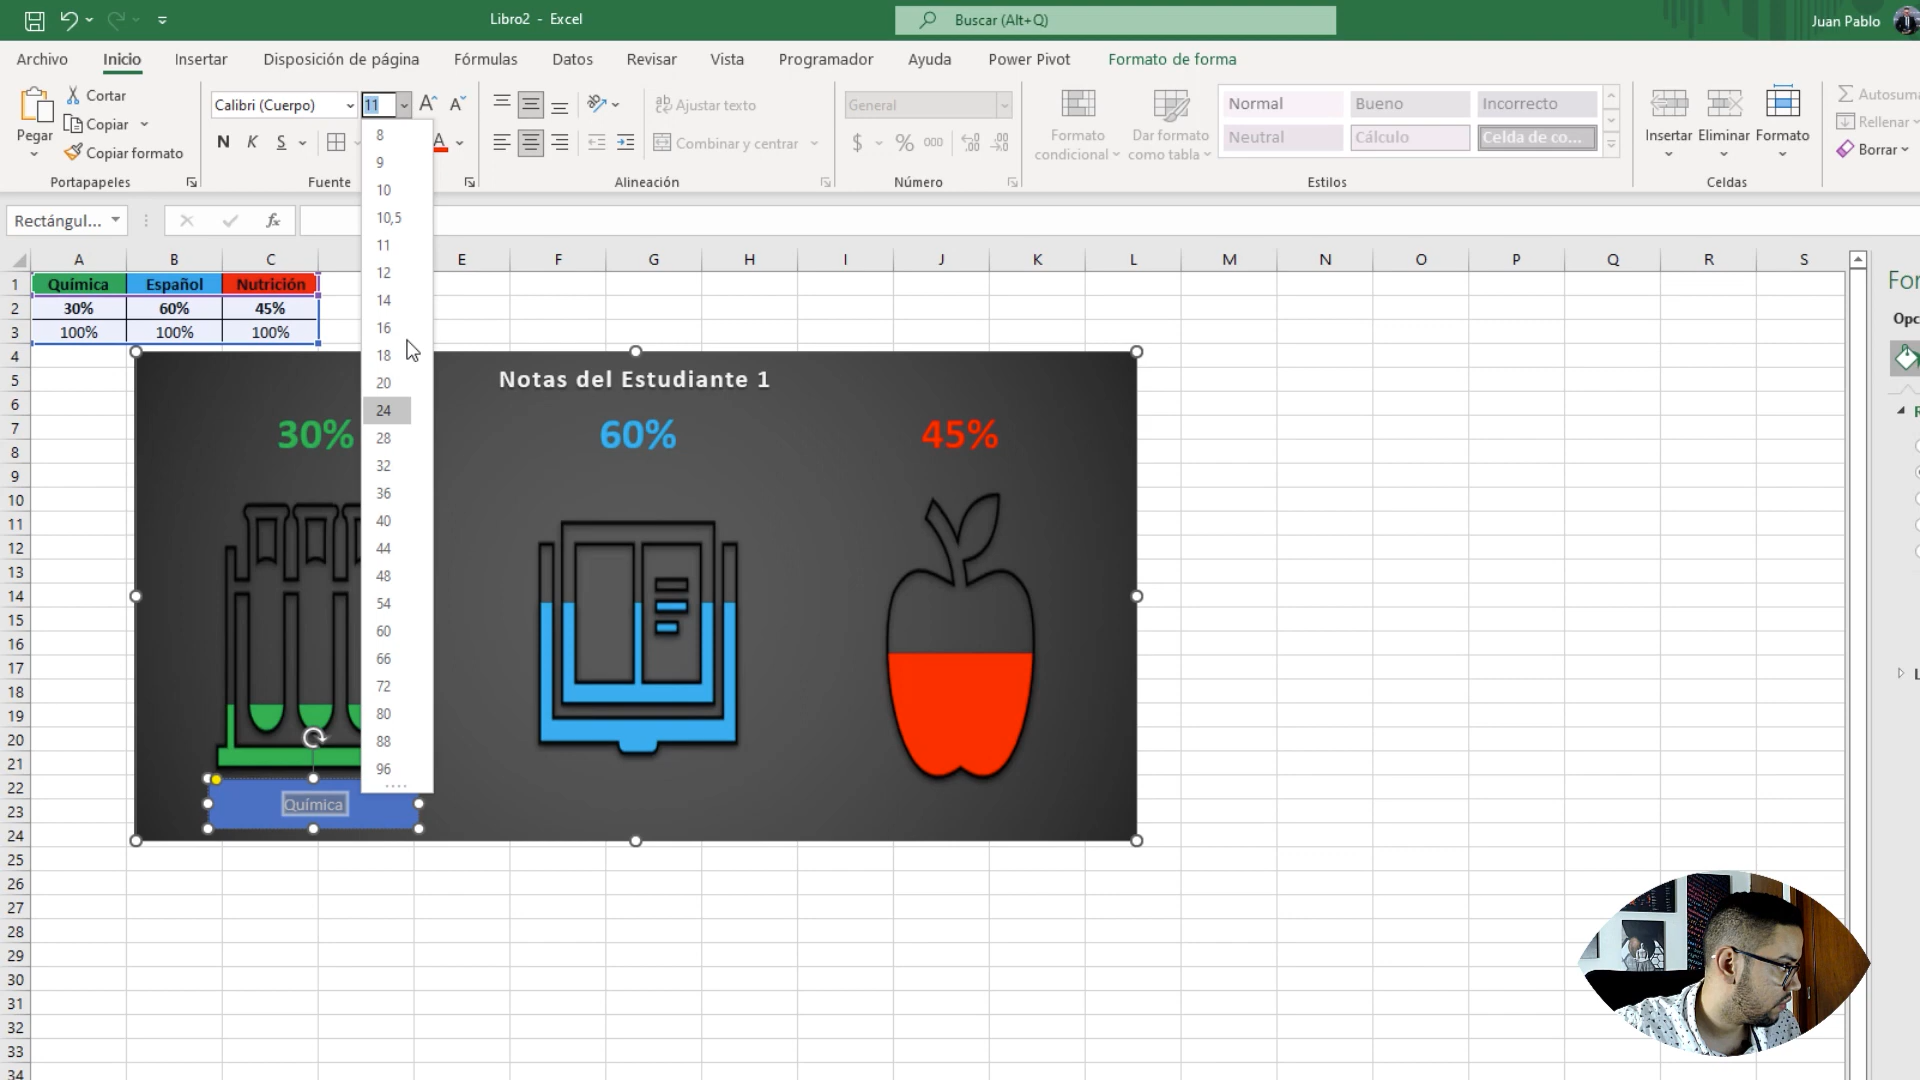 Libro2 - Excel
Buscar (Alt+Q)
Juan Pablo
Archivo Inicio Insertar Disposición de página Fórmulas Datos Revisar Vista Programador Ayuda Power Pivot Formato de forma
Pegar
Cortar
Copiar
Copiar formato
Portapapeles
Calibri (Cuerpo) 11
N K S
Fuente
Ajustar texto
Combinar y centrar
Alineación
General
$ % 000
Número
Formato condicional
Dar formato como tabla
Normal Bueno Incorrecto
Neutral Cálculo Celda de co...
Estilos
Insertar Eliminar Formato
Celdas
Autosuma
Rellenar
Borrar
8
9
10
10,5
11
12
14
16
18
20
24
28
32
36
40
44
48
54
60
66
72
80
88
96
Rectángul...
fx
A B C E F G H I J K L M N O P Q R S
1 Química Español Nutrición
2 30% 60% 45%
3 100% 100% 100%
4
5
6
7
8
9
10
11
12
13
14
15
16
17
18
19
20
21
22
23
24
25
26
27
28
29
30
31
32
33
34
Notas del Estudiante 1
30% 60% 45%
Química
For
Opc